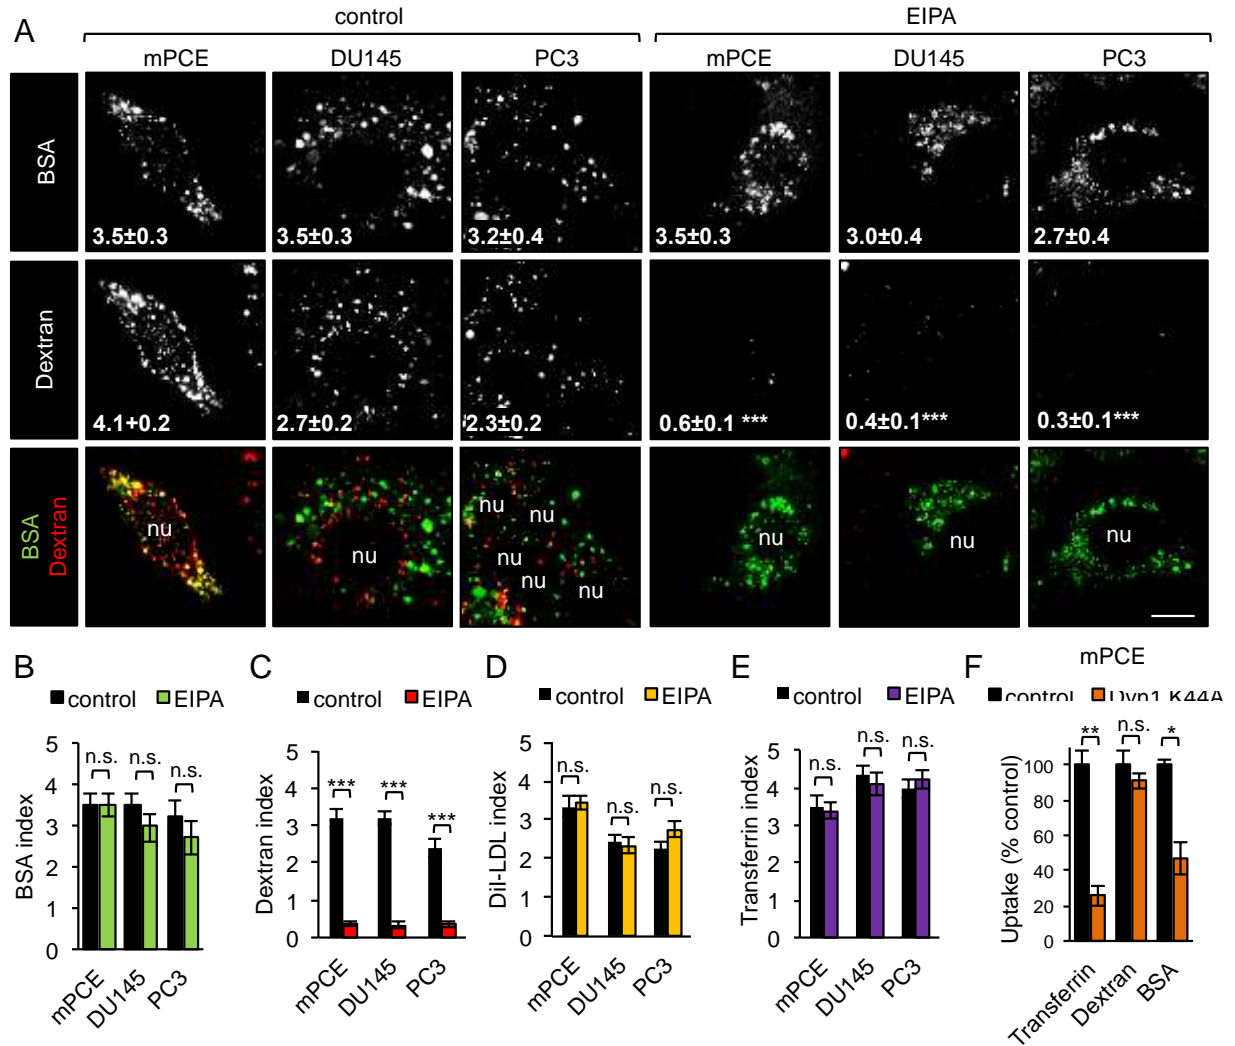 A
control
EIPA
mPCE
DU145
PC3
mPCE
DU145
PC3
BSA
3.5±0.3
3.5±0.3
3.2±0.4
3.5±0.3
3.0±0.4
2.7±0.4
Dextran
4.1+0.2
2.7±0.2
2.3±0.2
0.6±0.1 ***
0.4±0.1***
0.3±0.1***
BSA
Dextran
nu
nu
nu
nu
nu
nu
nu
nu
nu
nu
B
control EIPA
BSA index
5
4
3
2
1
0
n.s.
n.s.
n.s.
mPCE
DU145
PC3
C
control EIPA
Dextran index
5
4
3
2
1
0
***
***
***
mPCE
DU145
PC3
D
control EIPA
Dil-LDL index
5
4
3
2
1
0
n.s.
n.s.
n.s.
mPCE
DU145
PC3
E
control EIPA
Transferrin index
5
4
3
2
1
0
n.s.
n.s.
n.s.
mPCE
DU145
PC3
F
mPCE
control Dyn1 K44A
Uptake (% control)
100
80
60
40
20
0
**
n.s.
*
Transferrin
Dextran
BSA